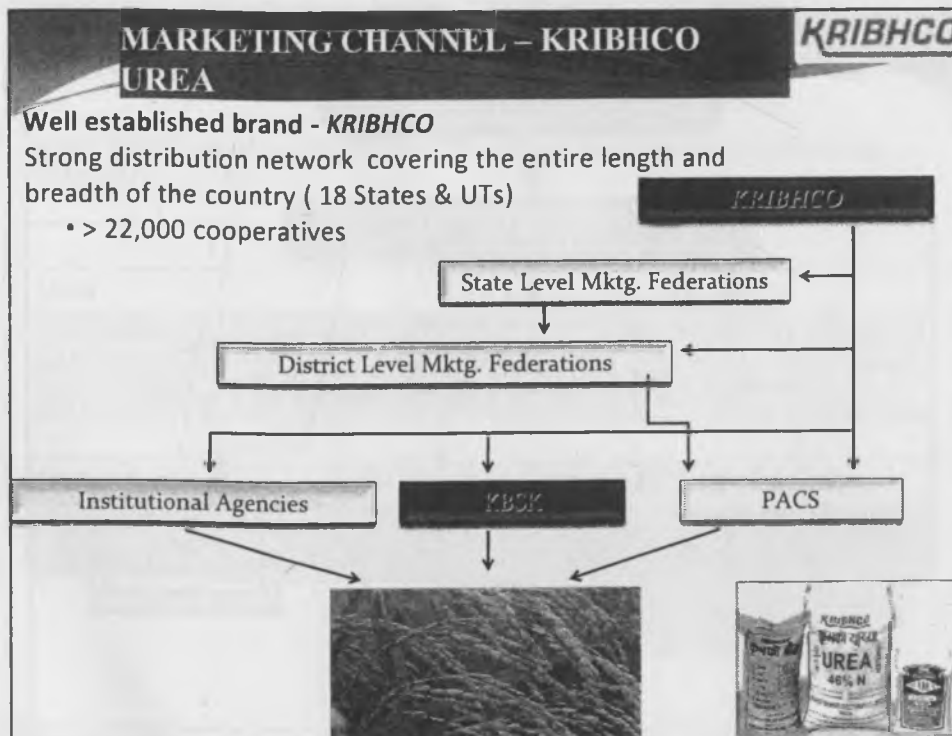 MARKETING CHANNEL – KRIBHCO
UREA
KRIBHCO
Well established brand - KRIBHCO
Strong distribution network covering the entire length and
breadth of the country ( 18 States & UTs)
• > 22,000 cooperatives
KRIBHCO
State Level Mktg. Federations
District Level Mktg. Federations
Institutional Agencies
KBSK
PACS
KRIBHCO
UREA
46% N